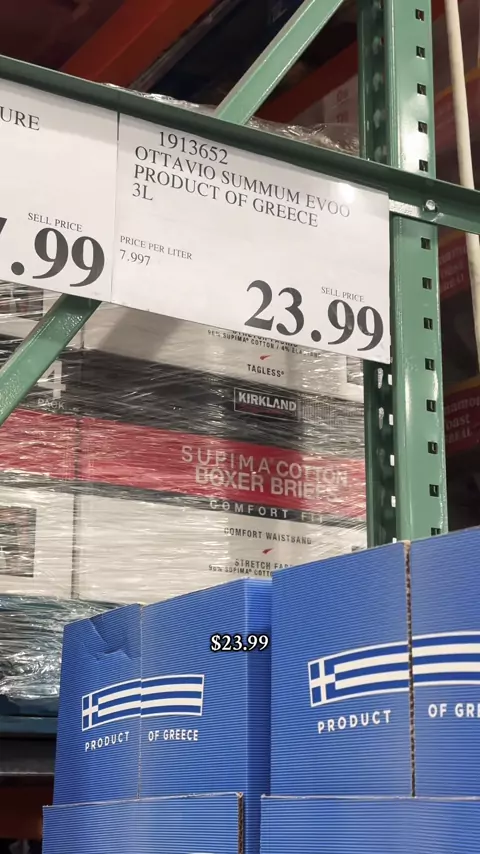 URE
SELL PRICE
.99
1913652
OTTAVIO SUMMUM EVOO
PRODUCT OF GREECE
3L
PRICE PER LITER
7.997
SELL PRICE
23.99
TAGLESS®
KIRKLAND
PACK
SUPIMA® COTTON
BOXER BRIEFS
COMFORT FIT
COMFORT WAISTBAND
$23.99
PRODUCT OF GREECE
PRODUCT OF GR